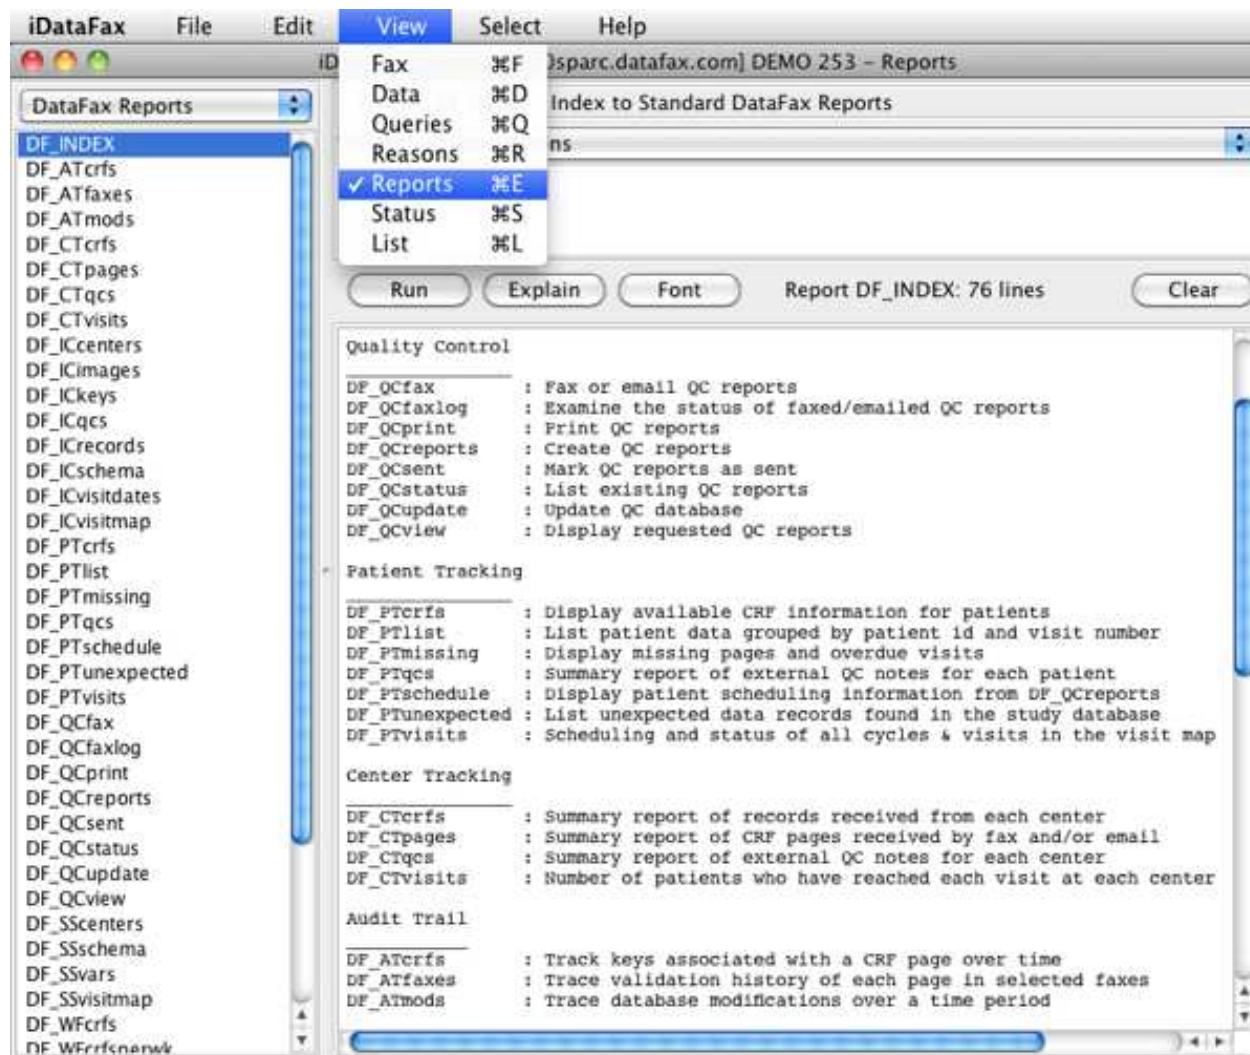 iDataFax File Edit View Select Help
sparc.datafax.com] DEMO 253 – Reports
DataFax Reports
Index to Standard DataFax Reports
Fax ⌘F
Data ⌘D
Queries ⌘Q
Reasons ⌘R
✓ Reports ⌘E
Status ⌘S
List ⌘L
Run Explain Font Report DF_INDEX: 76 lines Clear
DF_INDEX
DF_ATcrfs
DF_ATfaxes
DF_ATmods
DF_CTcrfs
DF_CTpages
DF_CTqcs
DF_CTvisits
DF_ICcenters
DF_ICimages
DF_ICkeys
DF_ICqcs
DF_ICrecords
DF_ICschema
DF_ICvisitdates
DF_ICvisitmap
DF_PTcrfs
DF_PTlist
DF_PTmissing
DF_PTqcs
DF_PTschedule
DF_PTunexpected
DF_PTvisits
DF_QCfax
DF_QCfaxlog
DF_QCprint
DF_QCreports
DF_QCsent
DF_QCstatus
DF_QCupdate
DF_QCview
DF_SScenters
DF_SSschema
DF_SSvars
DF_SSvisitmap
DF_WFcrfs
DF_WFcrfsperwk
Quality Control
DF_QCfax : Fax or email QC reports
DF_QCfaxlog : Examine the status of faxed/emailed QC reports
DF_QCprint : Print QC reports
DF_QCreports : Create QC reports
DF_QCsent : Mark QC reports as sent
DF_QCstatus : List existing QC reports
DF_QCupdate : Update QC database
DF_QCview : Display requested QC reports
Patient Tracking
DF_PTcrfs : Display available CRF information for patients
DF_PTlist : List patient data grouped by patient id and visit number
DF_PTmissing : Display missing pages and overdue visits
DF_PTqcs : Summary report of external QC notes for each patient
DF_PTschedule : Display patient scheduling information from DF_QCreports
DF_PTunexpected : List unexpected data records found in the study database
DF_PTvisits : Scheduling and status of all cycles & visits in the visit map
Center Tracking
DF_CTcrfs : Summary report of records received from each center
DF_CTpages : Summary report of CRF pages received by fax and/or email
DF_CTqcs : Summary report of external QC notes for each center
DF_CTvisits : Number of patients who have reached each visit at each center
Audit Trail
DF_ATcrfs : Track keys associated with a CRF page over time
DF_ATfaxes : Trace validation history of each page in selected faxes
DF_ATmods : Trace database modifications over a time period